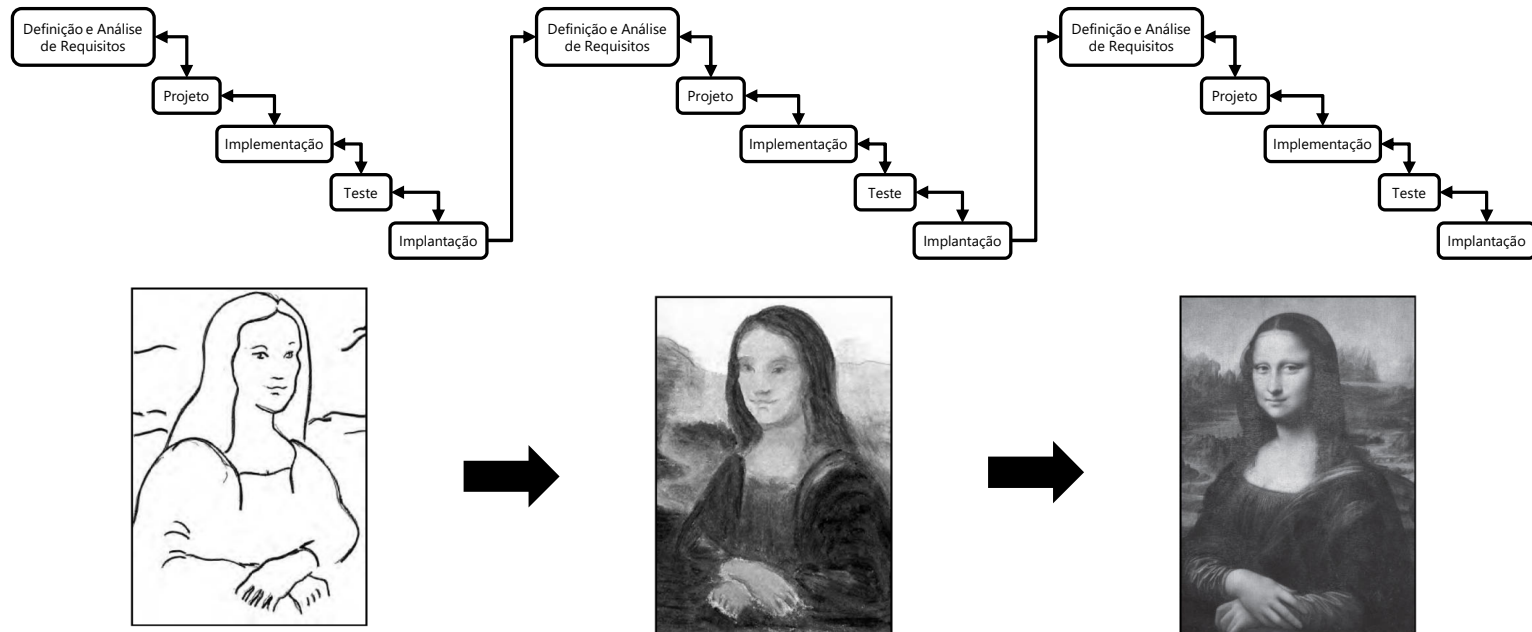 Definição e Análise
de Requisitos
Projeto
Implementação
Teste
Implantação
Definição e Análise
de Requisitos
Projeto
Implementação
Teste
Implantação
Definição e Análise
de Requisitos
Projeto
Implementação
Teste
Implantação